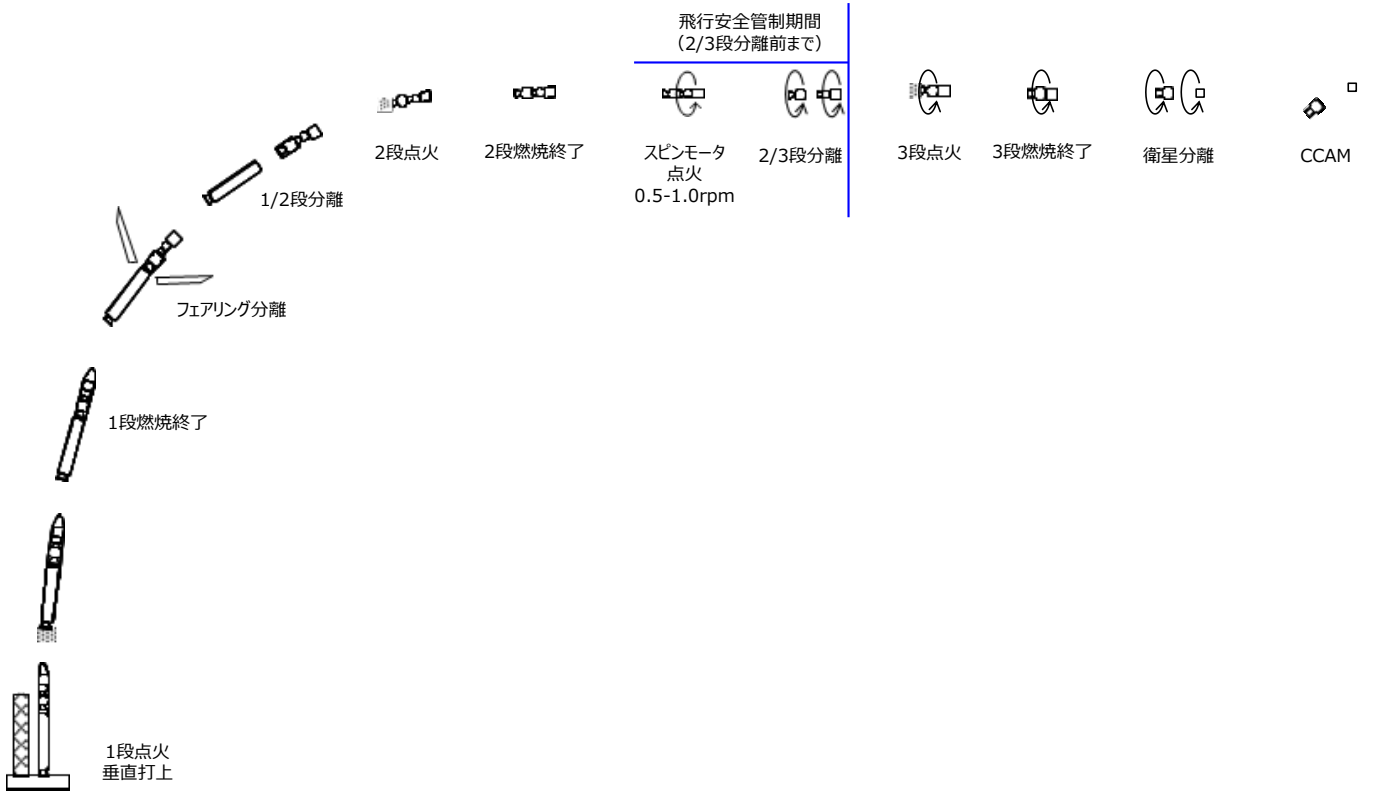 飛行安全管制期間
（2/3段分離前まで）
2段点火
2段燃焼終了
スピンモータ
点火
0.5-1.0rpm
2/3段分離
3段点火
3段燃焼終了
衛星分離
CCAM
1/2段分離
フェアリング分離
1段燃焼終了
1段点火
垂直打上